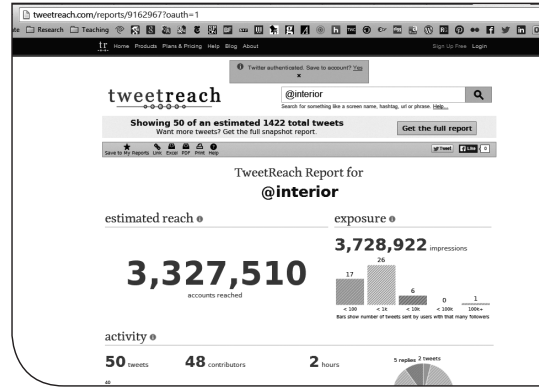 tweetreach.com/reports/9162967?oauth=1
Research Teaching
tr Home Products Plans & Pricing Help Blog About Sign Up Free Login
Twitter authenticated. Save to account? Yes
x
tweetreach
@interior
Search for something like a screen name, hashtag, url or phrase. Help...
Showing 50 of an estimated 1422 total tweets
Want more tweets? Get the full snapshot report.
Get the full report
Save to My Reports Link Excel PDF Print Help
Tweet Like 0
TweetReach Report for
@interior
estimated reach
exposure
3,327,510
accounts reached
3,728,922 impressions
17 26 6 0 1
< 100 < 1k < 10k < 100k 100k+
Bars show number of tweets sent by users with that many followers
activity
50 tweets 48 contributors 2 hours
5 replies 2 tweets
40